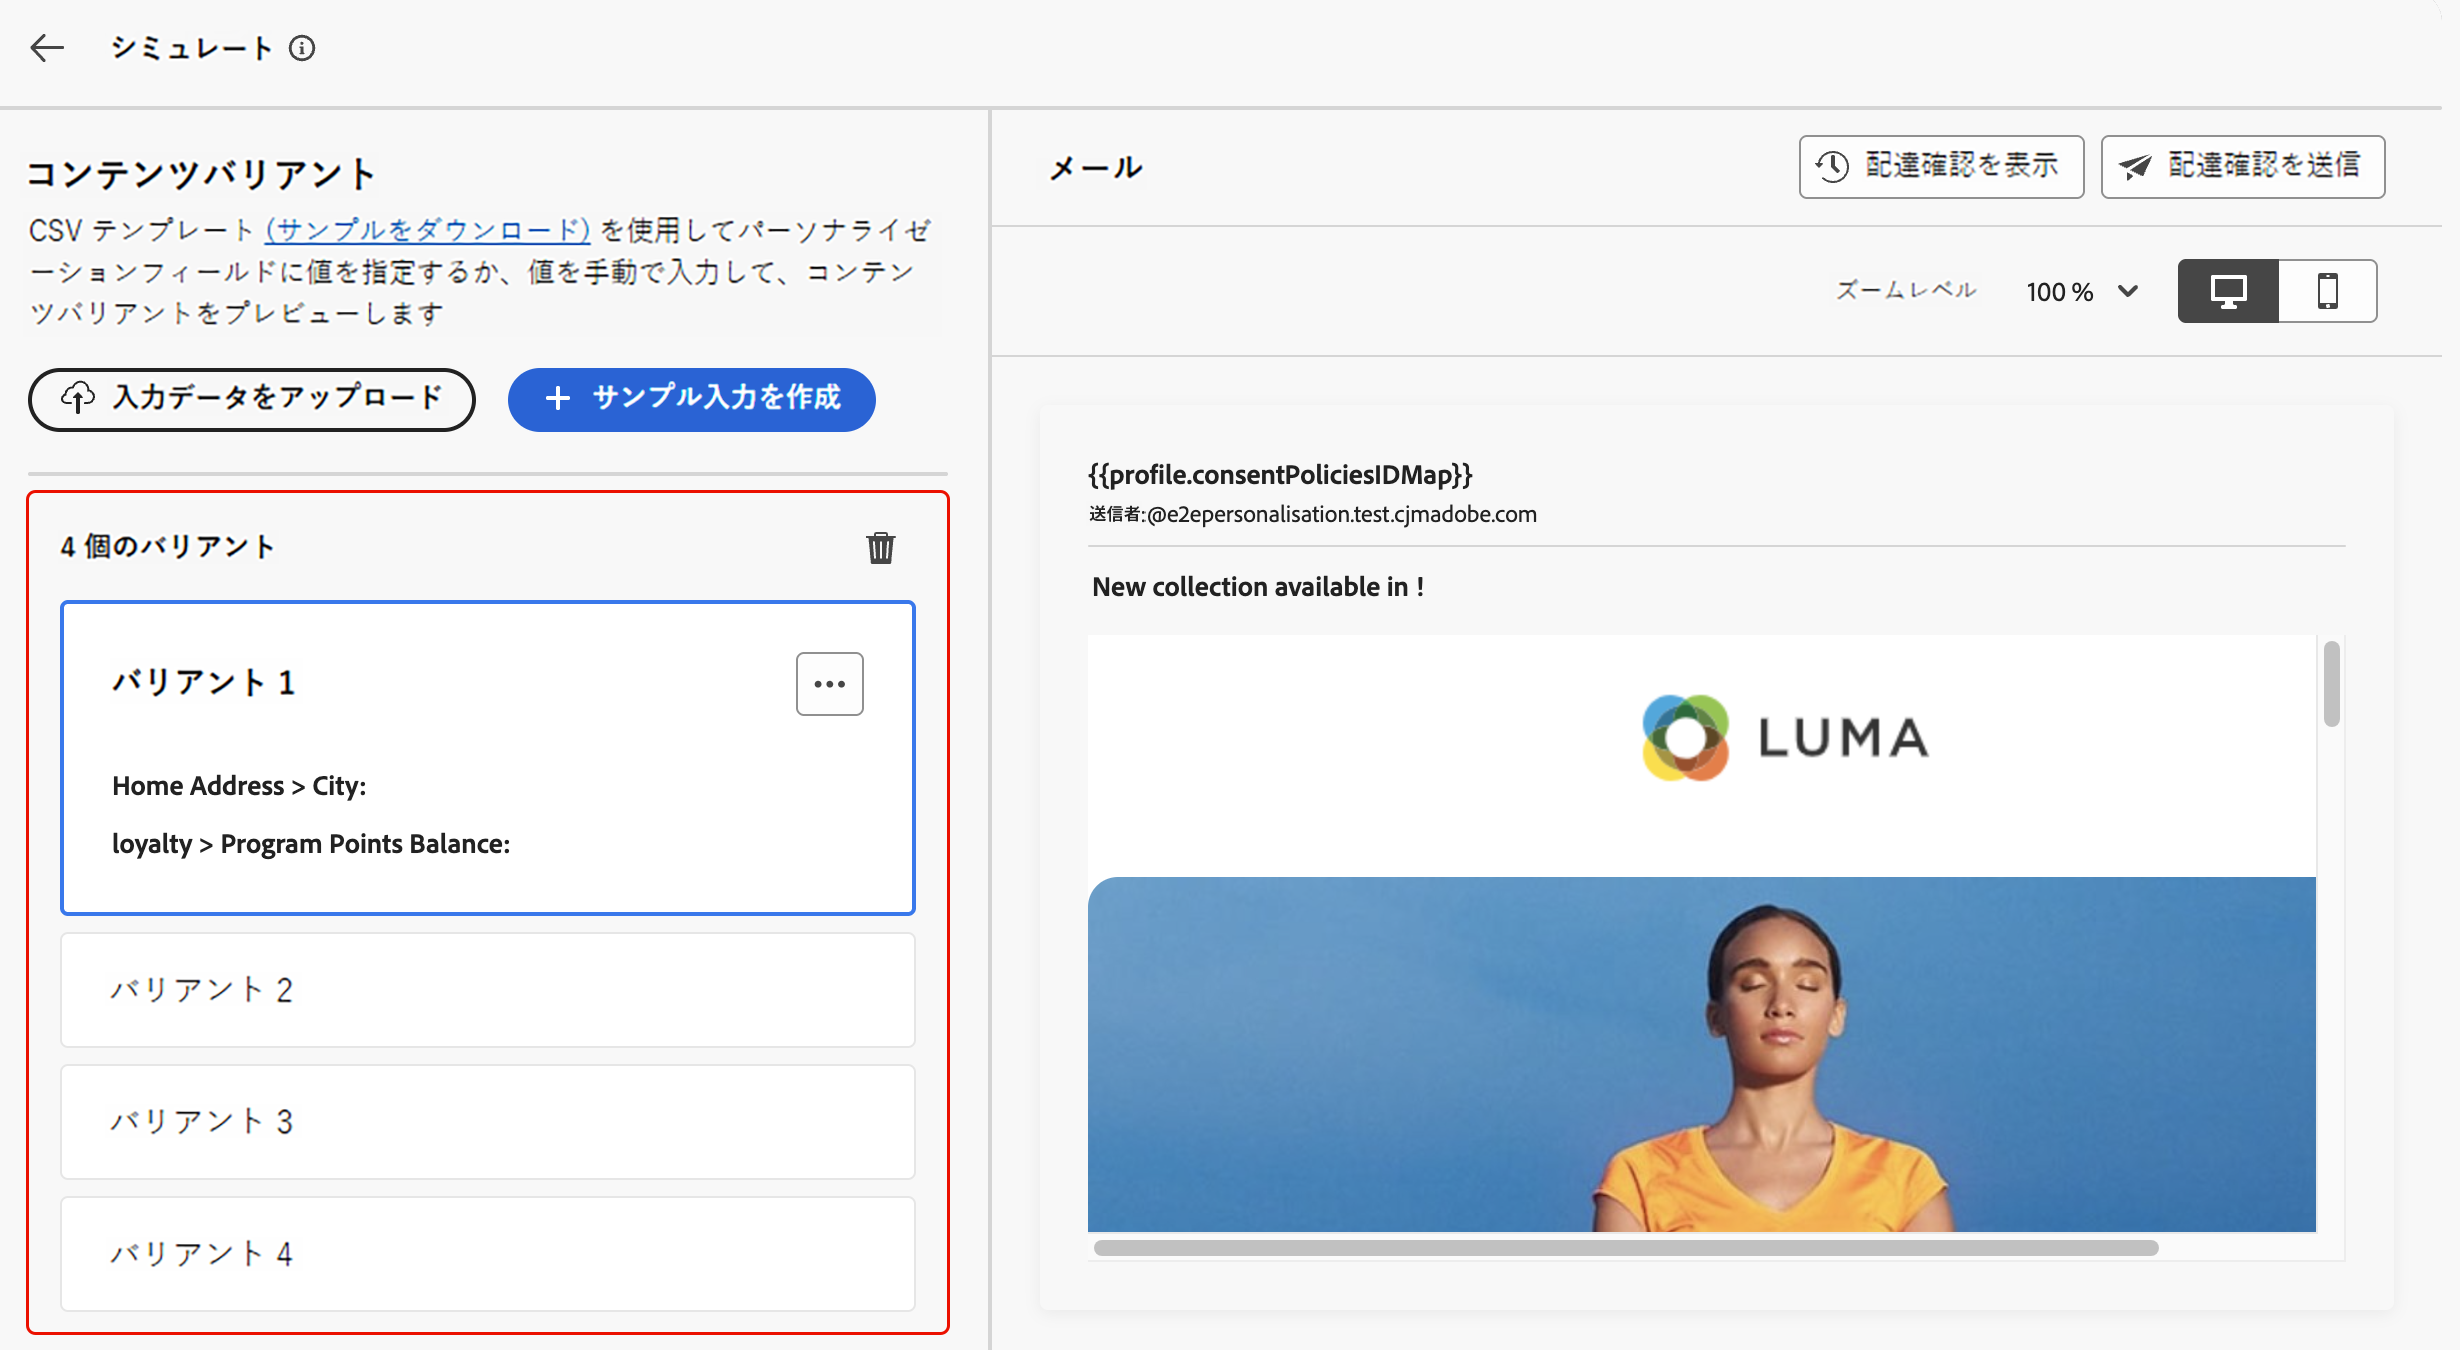 シミュレート
コンテンツバリアント
CSV テンプレート (サンプルをダウンロード) を使用してパーソナライゼ
ーションフィールドに値を指定するか、値を手動で入力して、コンテン
ツバリアントをプレビューします
入力データをアップロード
サンプル入力を作成
4 個のバリアント
バリアント 1
Home Address > City:
loyalty > Program Points Balance:
バリアント 2
バリアント 3
バリアント 4
メール
配達確認を表示
配達確認を送信
ズームレベル
100 %
{{profile.consentPoliciesIDMap}}
送信者:@e2epersonalisation.test.cjmadobe.com
New collection available in !
LUMA